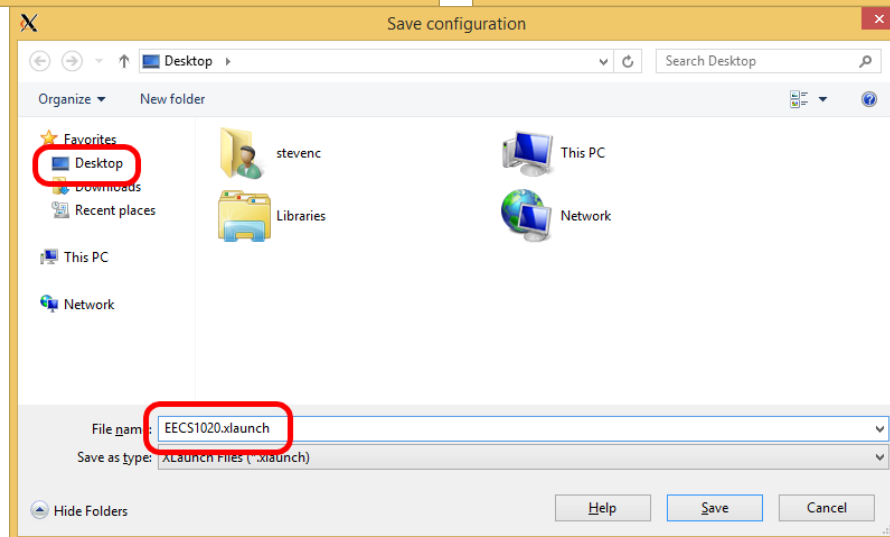 Save configuration
Desktop
Search Desktop
Organize
New folder
Favorites
Desktop
Downloads
Recent places
This PC
Network
stevenc
This PC
Libraries
Network
File name: EECS1020.xlaunch
Save as type: XLaunch Files (*.xlaunch)
Hide Folders
Help
Save
Cancel